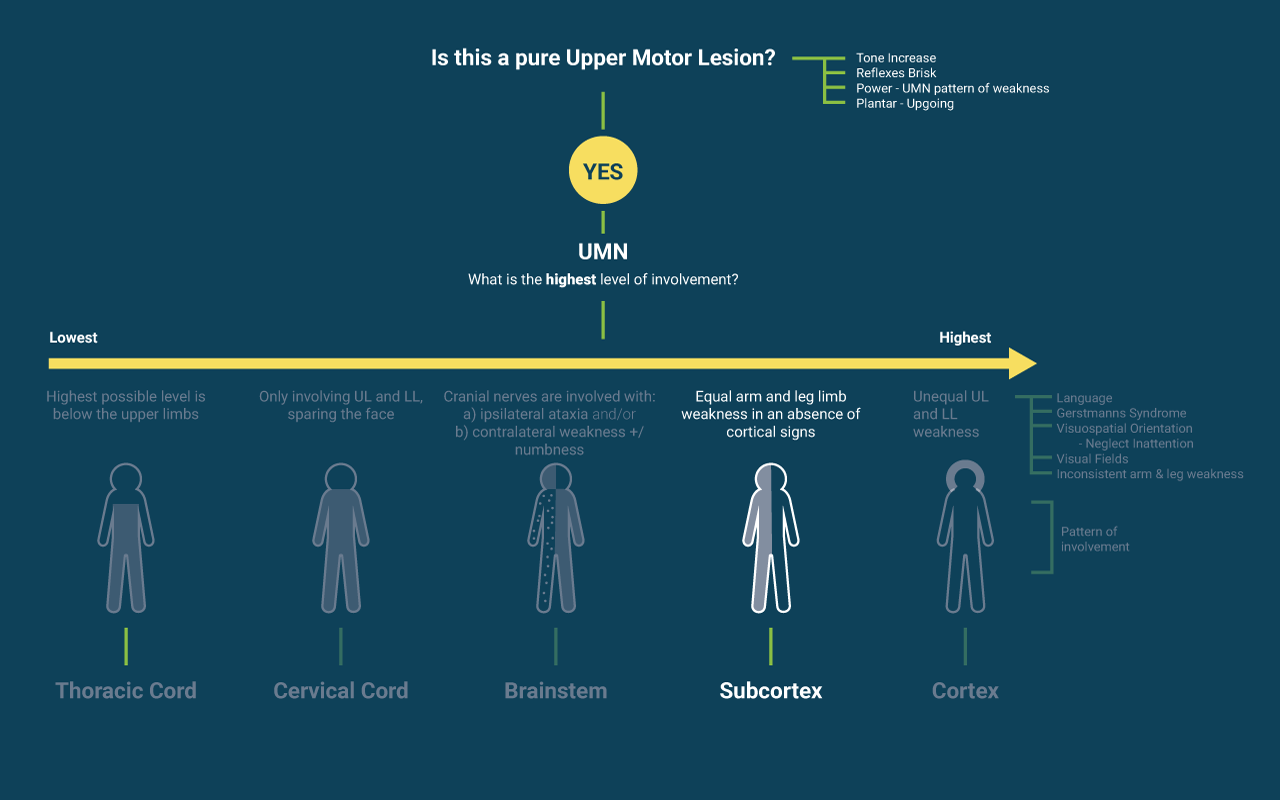 Is this a pure Upper Motor Lesion?
Tone Increase
Reflexes Brisk
Power - UMN pattern of weakness
Plantar - Upgoing
YES
UMN
What is the highest level of involvement?
Lowest
Highest
Highest possible level is
below the upper limbs
Only involving UL and LL,
sparing the face
Cranial nerves are involved with:
a) ipsilateral ataxia and/or
b) contralateral weakness +/
numbness
Equal arm and leg limb
weakness in an absence of
cortical signs
Unequal UL
and LL
weakness
Language
Gerstmanns Syndrome
Visuospatial Orientation
- Neglect Inattention
Visual Fields
Inconsistent arm & leg weakness
Pattern of
involvement
Thoracic Cord
Cervical Cord
Brainstem
Subcortex
Cortex